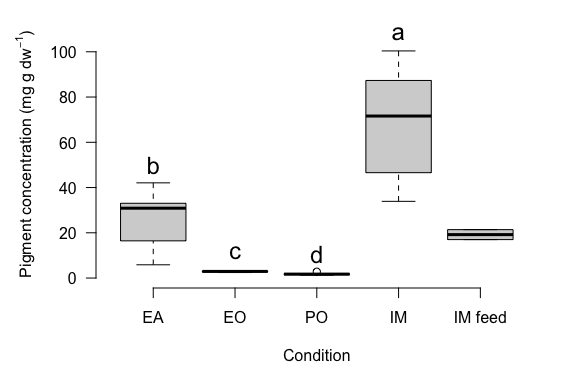 Pigment concentration (mg g dw⁻¹)
100
80
60
40
20
0
a
b
c
d
EA EO PO IM IM feed
Condition